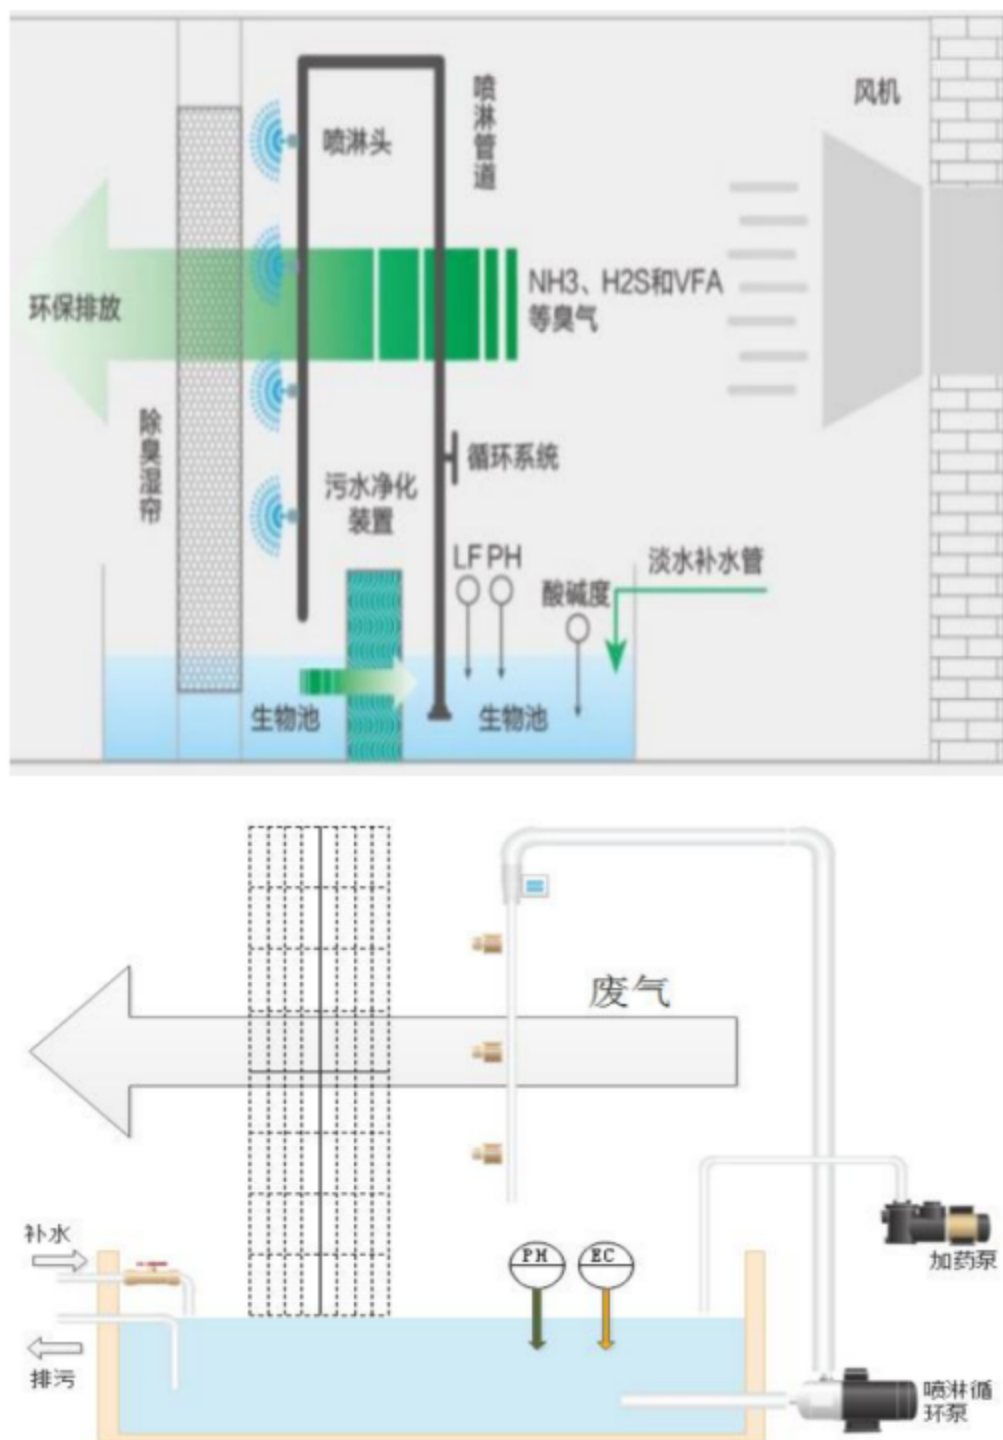 风机
喷淋管道
喷淋头
NH3、H2S和VFA
等臭气
环保排放
除臭湿帘
循环系统
污水净化
装置
LF PH
酸碱度
淡水补水管
生物池
生物池
废气
补水
排污
PH
EC
加药泵
喷淋循
环泵